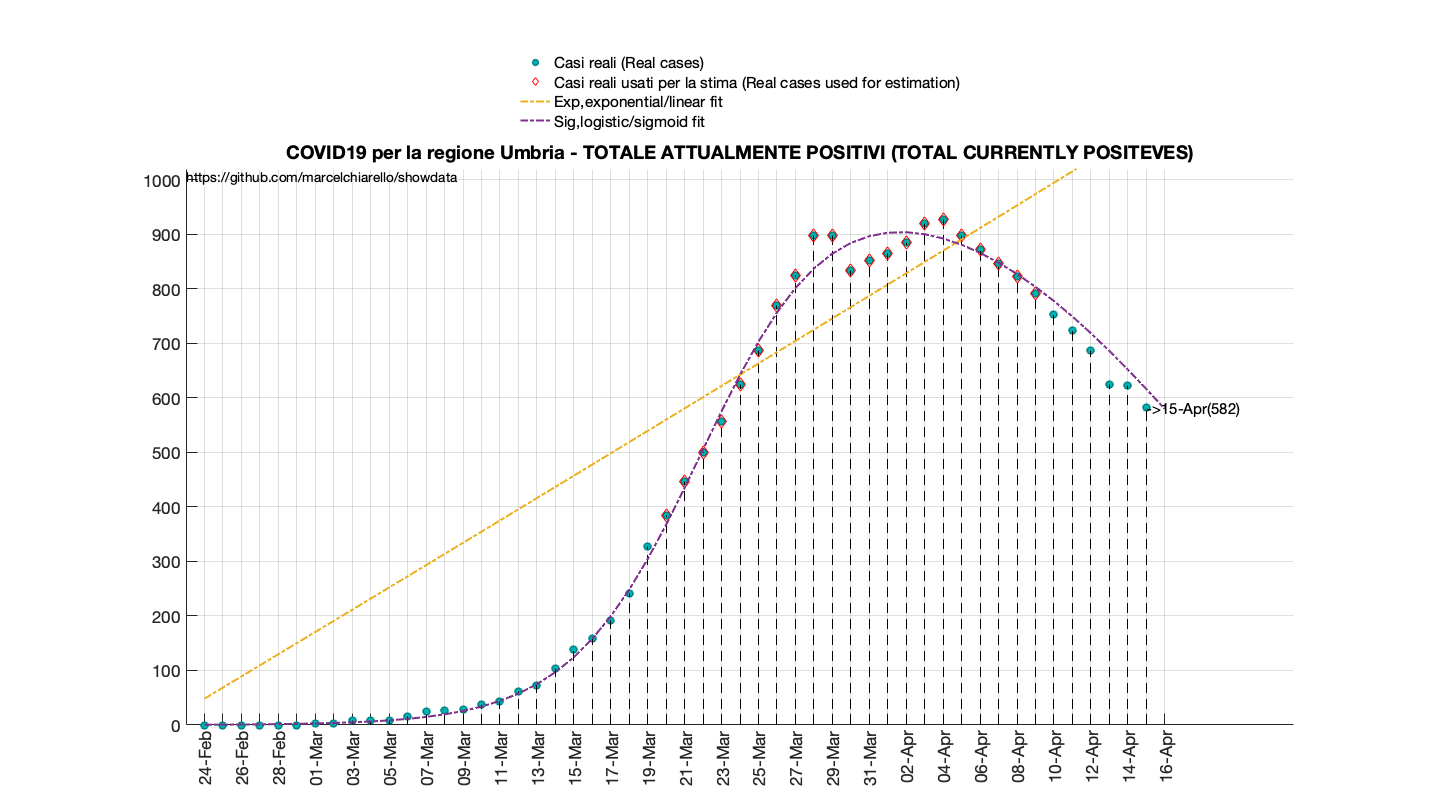 Casi reali (Real cases)
Casi reali usati per la stima (Real cases used for estimation)
Exp,exponential/linear fit
Sig,logistic/sigmoid fit
COVID19 per la regione Umbria - TOTALE ATTUALMENTE POSITIVI (TOTAL CURRENTLY POSITEVES)
https://github.com/marcelchiarello/showdata
1000
900
800
700
600
500
400
300
200
100
0
->15-Apr(582)
24-Feb
26-Feb
28-Feb
01-Mar
03-Mar
05-Mar
07-Mar
09-Mar
11-Mar
13-Mar
15-Mar
17-Mar
19-Mar
21-Mar
23-Mar
25-Mar
27-Mar
29-Mar
31-Mar
02-Apr
04-Apr
06-Apr
08-Apr
10-Apr
12-Apr
14-Apr
16-Apr